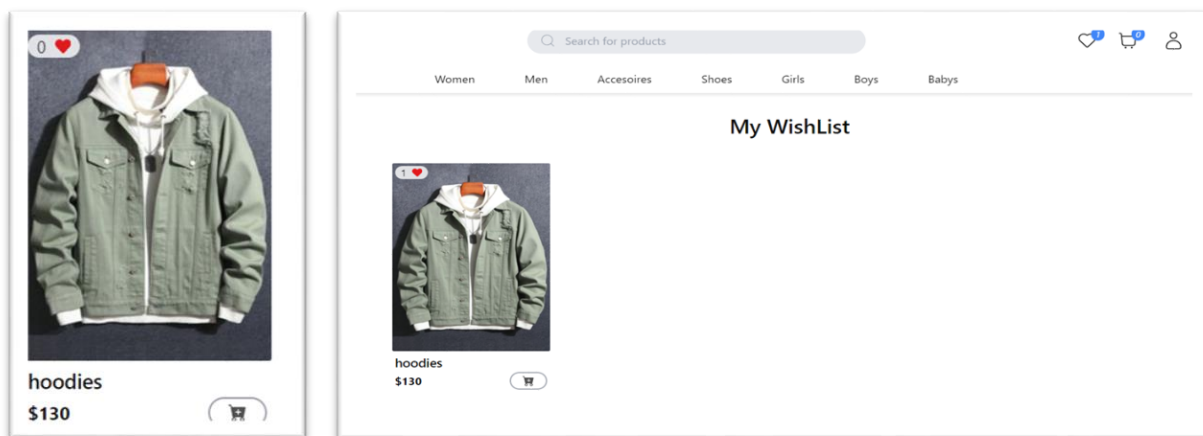 0
hoodies
$130
Search for products
1 0
Women Men Accesoires Shoes Girls Boys Babys
My WishList
1
hoodies
$130